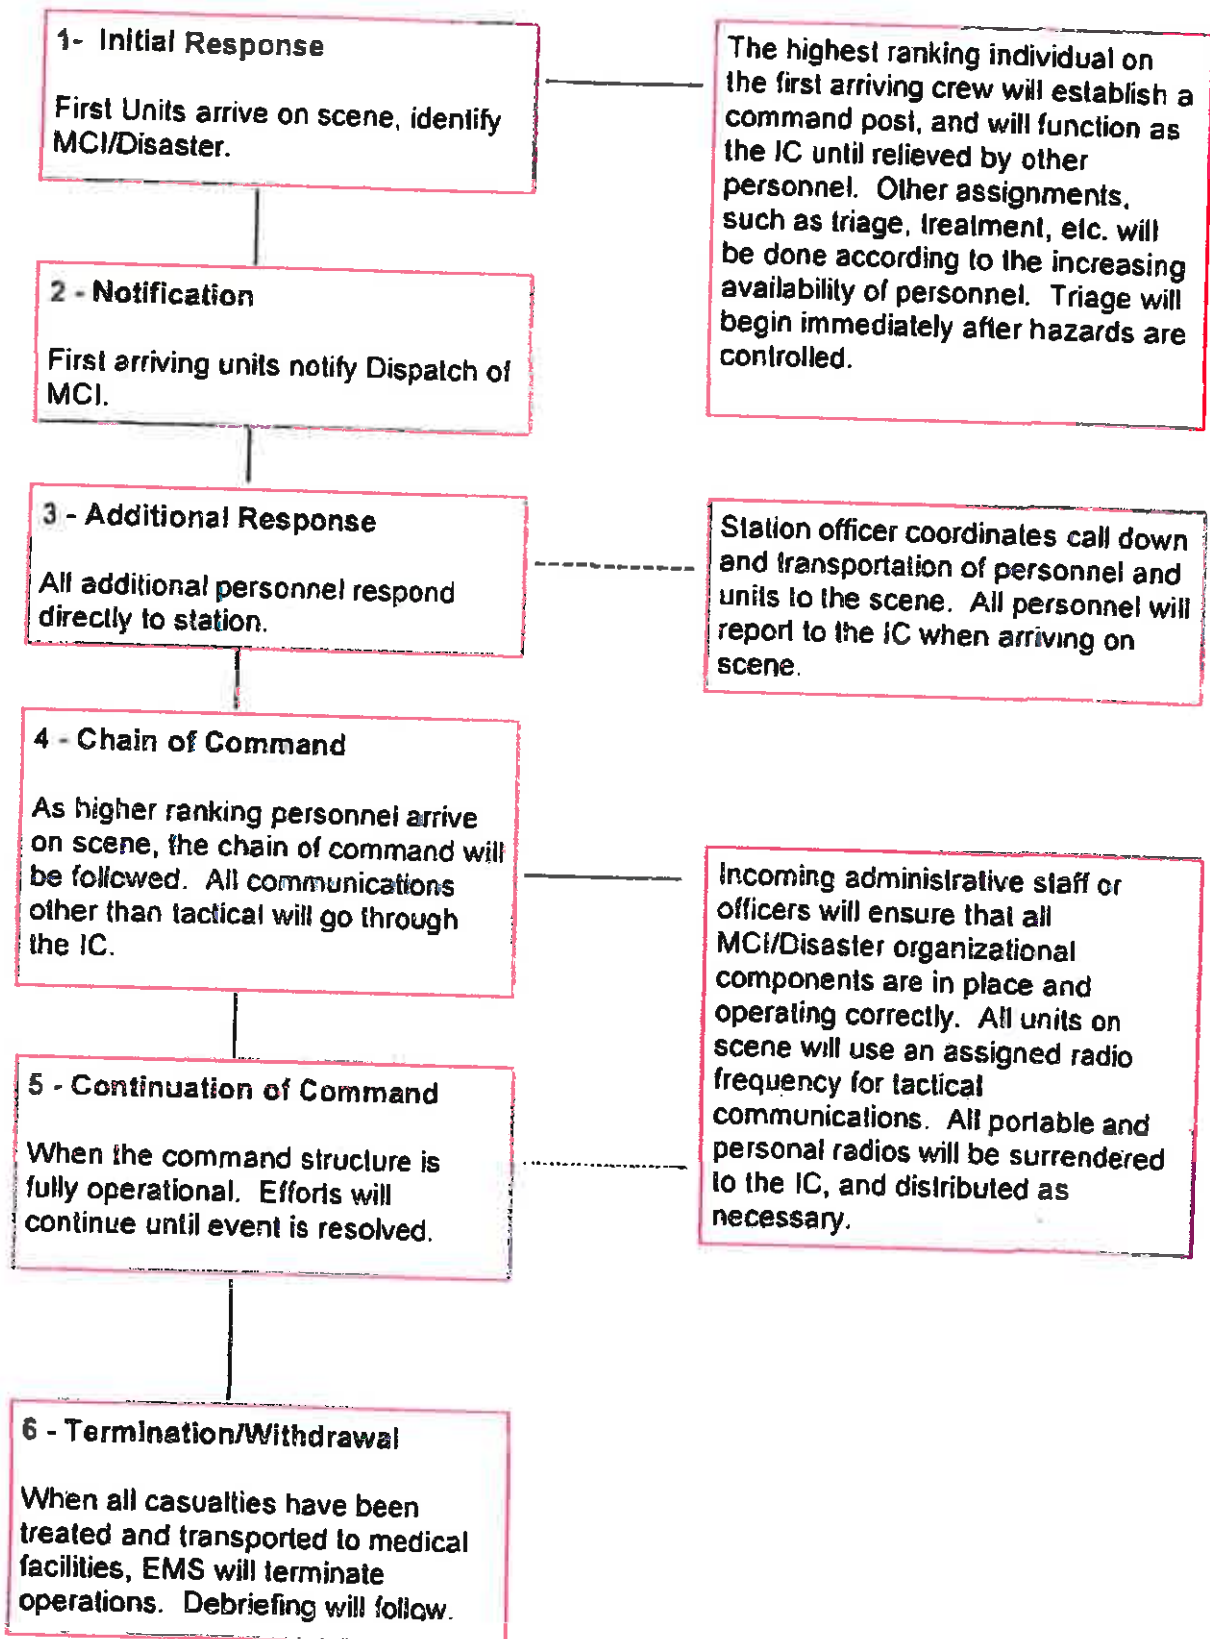 1- Initial Response
First Units arrive on scene, identify
MCI/Disaster.
The highest ranking individual on
the first arriving crew will establish a
command post, and will function as
the IC until relieved by other
personnel. Other assignments,
such as triage, treatment, etc. will
be done according to the increasing
availability of personnel. Triage will
begin immediately after hazards are
controlled.
2 - Notification
First arriving units notify Dispatch of
MCI.
3 - Additional Response
All additional personnel respond
directly to station.
Station officer coordinates call down
and transportation of personnel and
units to the scene. All personnel will
report to the IC when arriving on
scene.
4 - Chain of Command
As higher ranking personnel arrive
on scene, the chain of command will
be followed. All communications
other than tactical will go through
the IC.
Incoming administrative staff or
officers will ensure that all
MCI/Disaster organizational
components are in place and
operating correctly. All units on
scene will use an assigned radio
frequency for tactical
communications. All portable and
personal radios will be surrendered
to the IC, and distributed as
necessary.
5 - Continuation of Command
When the command structure is
fully operational. Efforts will
continue until event is resolved.
6 - Termination/Withdrawal
When all casualties have been
treated and transported to medical
facilities, EMS will terminate
operations. Debriefing will follow.